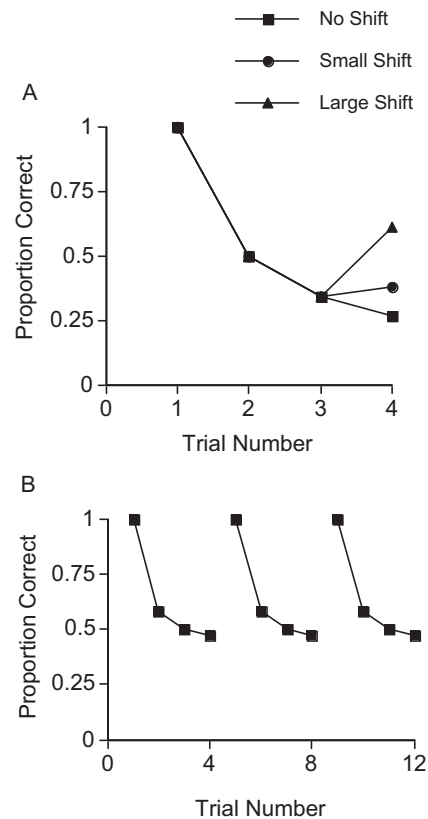 No Shift
Small Shift
Large Shift
A
Proportion Correct
1
0.75
0.5
0.25
0
0 1 2 3 4
Trial Number
B
Proportion Correct
1
0.75
0.5
0.25
0
0 4 8 12
Trial Number